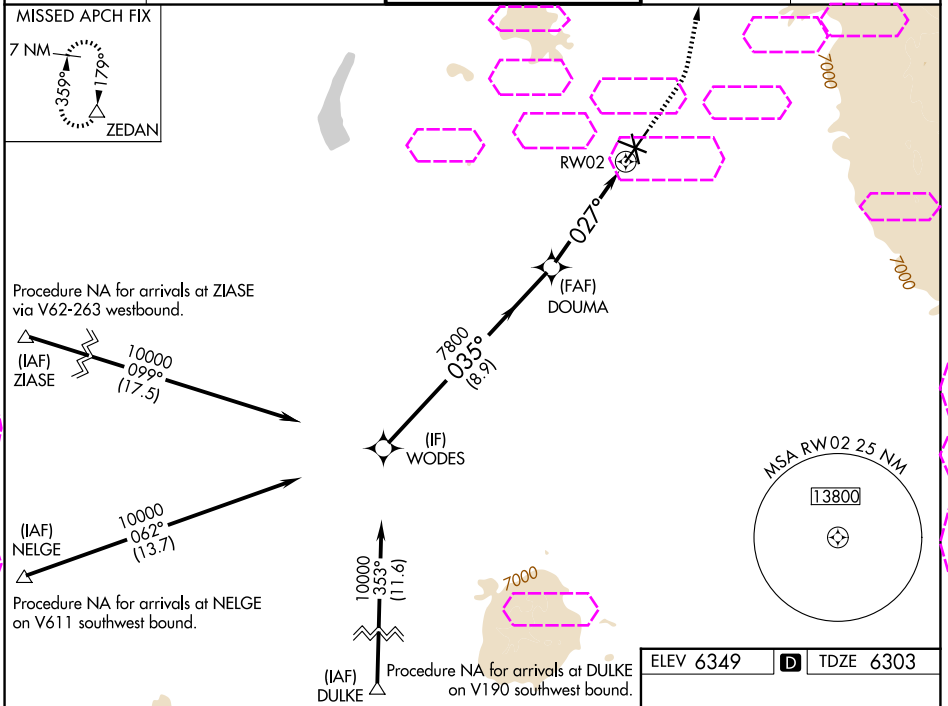 MISSED APCH FIX
7 NM
359°
179°
ZEDAN
7000
RW02
027°
7000
(FAF)
DOUMA
Procedure NA for arrivals at ZIASE
via V62-263 westbound.
(IAF)
ZIASE
10000
099°
(17.5)
7800
035°
(8.9)
(IF)
WODES
MSA RW02 25 NM
13800
(IAF)
NELGE
10000
062°
(13.7)
Procedure NA for arrivals at NELGE
on V611 southwest bound.
10000
353°
(11.6)
7000
(IAF)
DULKE
Procedure NA for arrivals at DULKE
on V190 southwest bound.
ELEV 6349
D
TDZE 6303